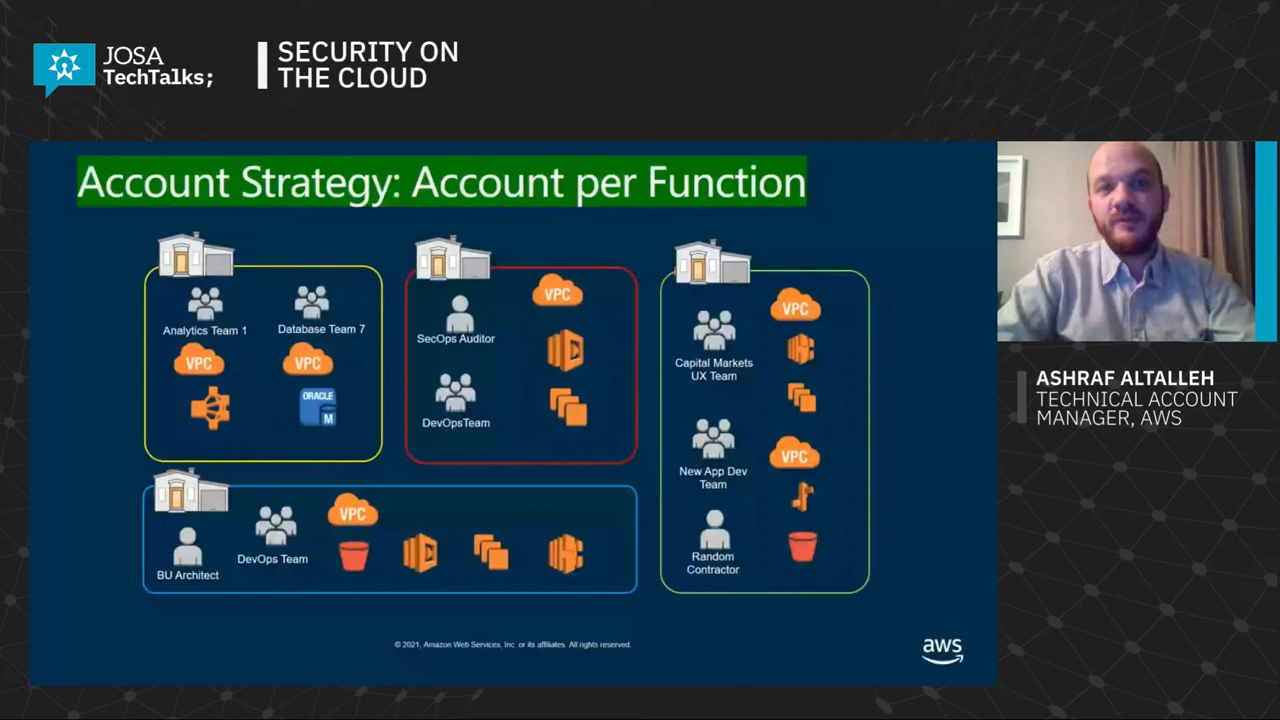 JOSA
TechTalks;
SECURITY ON
THE CLOUD
Account Strategy: Account per Function
Analytics Team 1
Database Team 7
VPC
VPC
ORACLE
M
SecOps Auditor
VPC
DevOpsTeam
Capital Markets
UX Team
VPC
New App Dev
Team
VPC
Random
Contractor
BU Architect
DevOps Team
VPC
© 2021, Amazon Web Services, Inc. or its affiliates. All rights reserved.
aws
ASHRAF ALTALLEH
TECHNICAL ACCOUNT
MANAGER, AWS